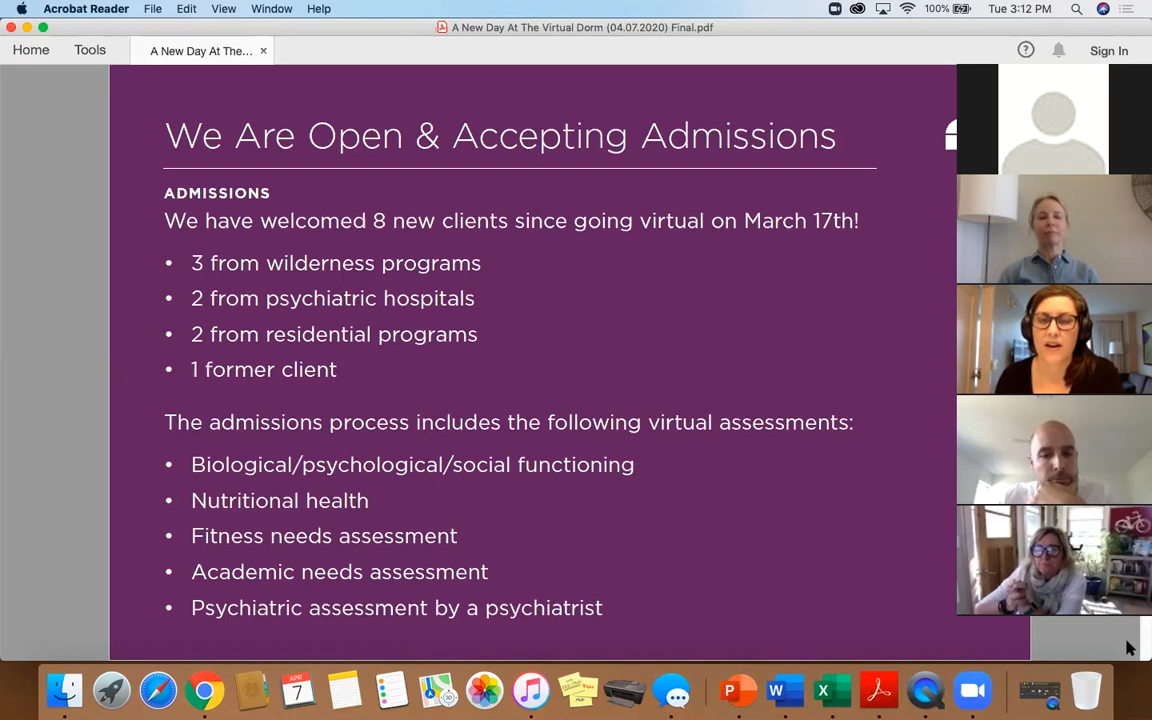 Acrobat Reader File Edit View Window Help 100% Tue 3:12 PM
A New Day At The Virtual Dorm (04.07.2020) Final.pdf
Home Tools A New Day At The... × ? Sign In
We Are Open & Accepting Admissions
ADMISSIONS
We have welcomed 8 new clients since going virtual on March 17th!
• 3 from wilderness programs
• 2 from psychiatric hospitals
• 2 from residential programs
• 1 former client
The admissions process includes the following virtual assessments:
• Biological/psychological/social functioning
• Nutritional health
• Fitness needs assessment
• Academic needs assessment
• Psychiatric assessment by a psychiatrist
APR
7
P W X